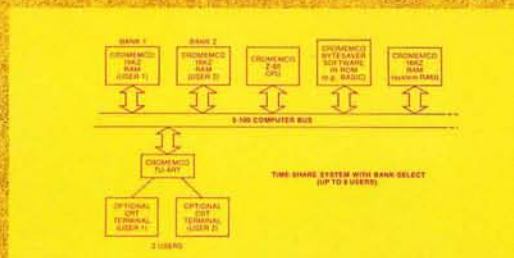 BANK 1
BANK 2
CROMEMCO
16KZ
RAM
(USER 1)
CROMEMCO
16KZ
RAM
(USER 2)
CROMEMCO
Z-80
CPU
CROMEMCO
BYTESAVER
SOFTWARE
IN ROM
(e.g. BASIC)
CROMEMCO
16KZ
RAM
(system RAM)
S-100 COMPUTER BUS
CROMEMCO
TU-ART
TIME SHARE SYSTEM WITH BANK-SELECT
(UP TO 8 USERS)
OPTIONAL
CRT
TERMINAL
(USER 1)
OPTIONAL
CRT
TERMINAL
(USER 2)
2 USERS